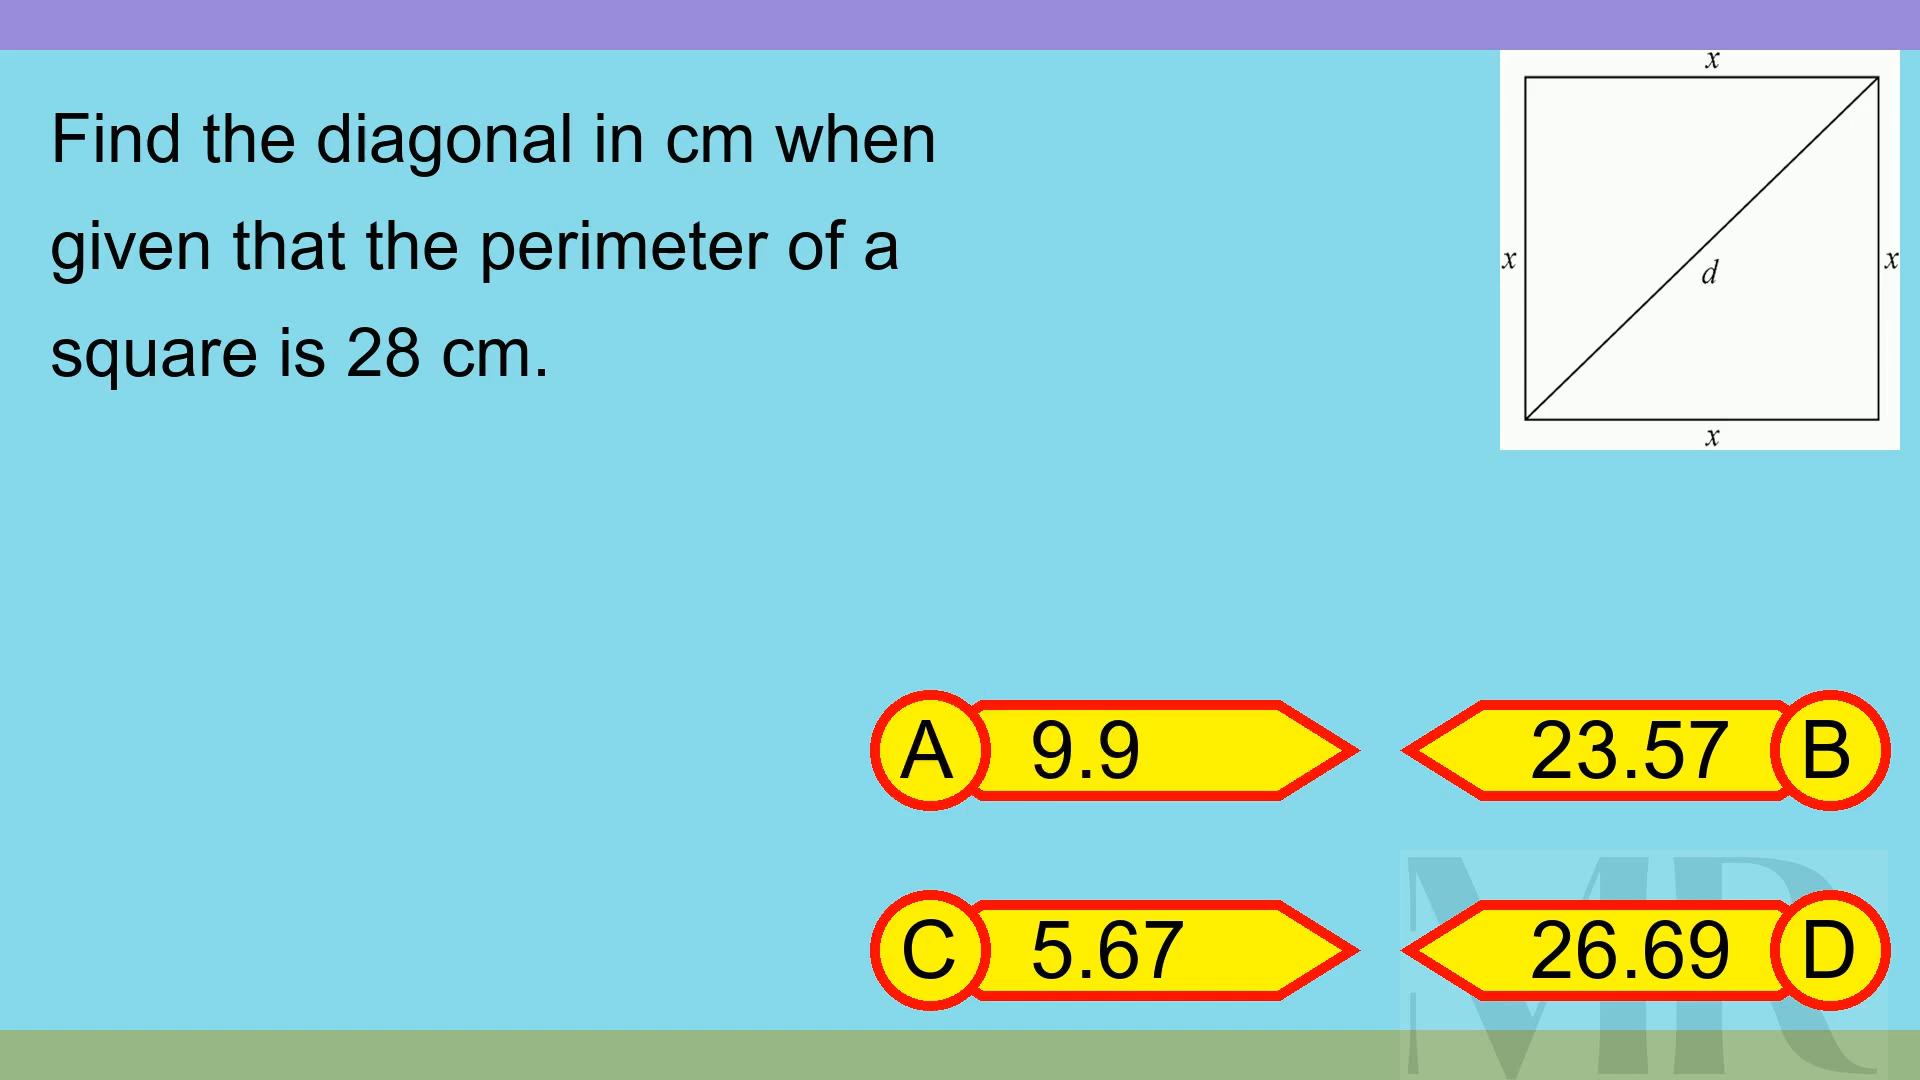 Find the diagonal in cm when
given that the perimeter of a
square is 28 cm.
x
x
d
x
x
A 9.9
23.57 B
C 5.67
26.69 D
MR